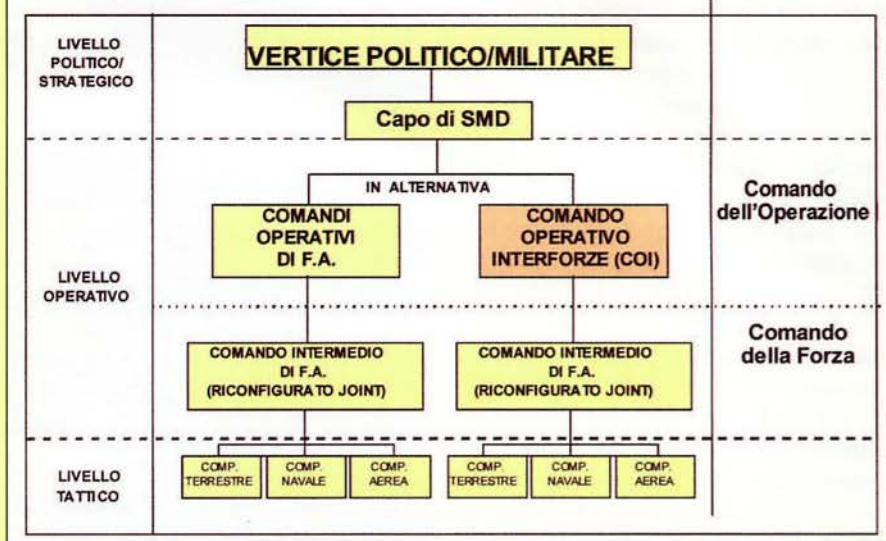 LIVELLO
POLITICO/
STRATEGICO
VERTICE POLITICO/MILITARE
Capo di SMD
IN ALTERNATIVA
COMANDI
OPERATIVI
DI F.A.
COMANDO
OPERATIVO
INTERFORZE (COI)
Comando
dell'Operazione
LIVELLO
OPERATIVO
COMANDO INTERMEDIO
DI F.A.
(RICONFIGURATO JOINT)
COMANDO INTERMEDIO
DI F.A.
(RICONFIGURATO JOINT)
Comando
della Forza
LIVELLO
TATTICO
COMP.
TERRESTRE
COMP.
NAVALE
COMP.
AEREA
COMP.
TERRESTRE
COMP.
NAVALE
COMP.
AEREA